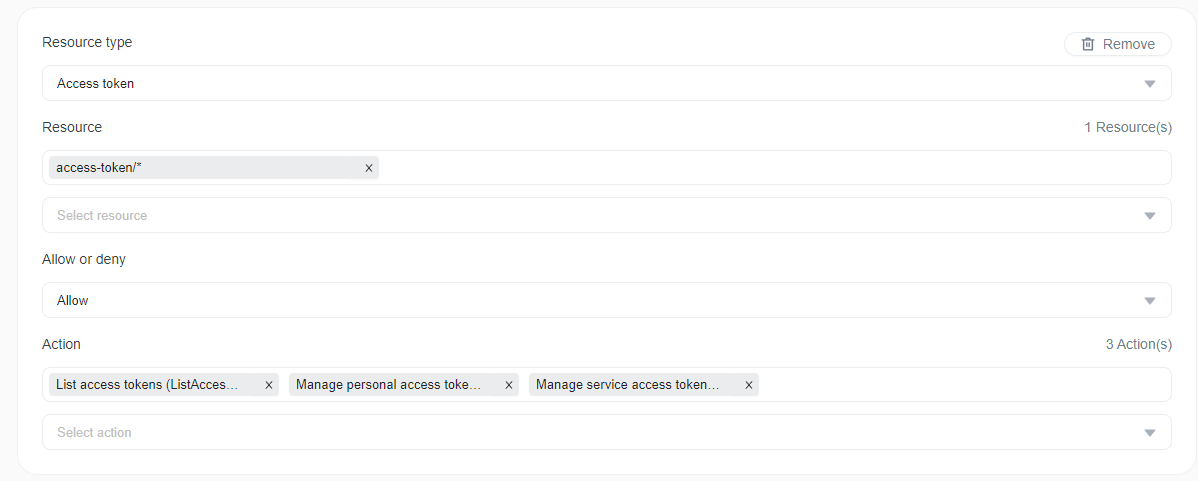 Resource type
Remove
Access token
Resource
1 Resource(s)
access-token/*
Select resource
Allow or deny
Allow
Action
3 Action(s)
List access tokens (ListAcces… Manage personal access toke… Manage service access token…
Select action